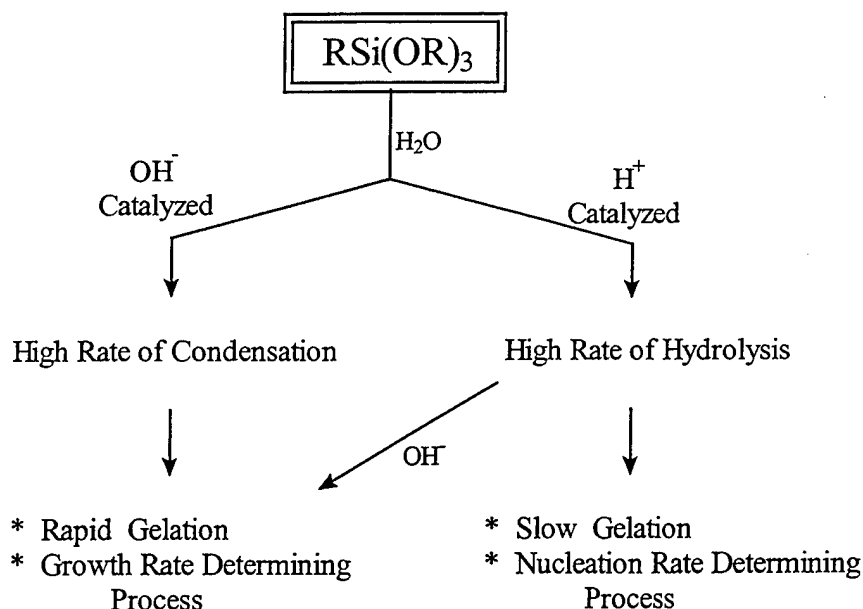 RSi(OR)₃
H₂O
OH⁻
Catalyzed
H⁺
Catalyzed
High Rate of Condensation
High Rate of Hydrolysis
OH⁻
* Rapid Gelation
* Growth Rate Determining
Process
* Slow Gelation
* Nucleation Rate Determining
Process